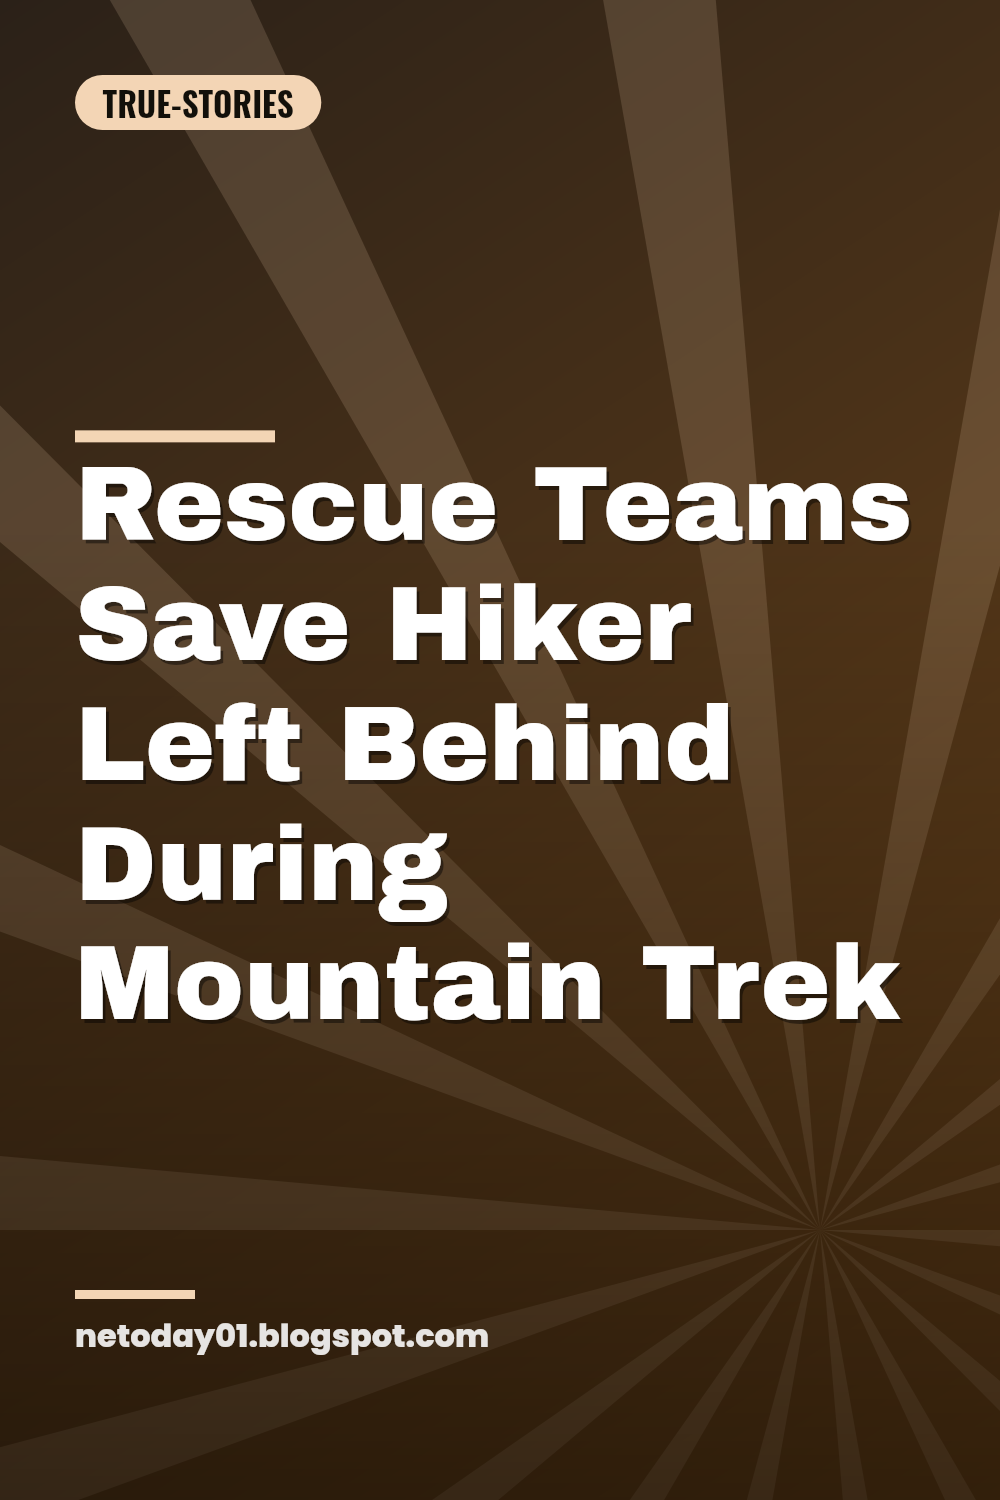 TRUE-STORIES
Rescue Teams
Save Hiker
Left Behind
During
Mountain Trek
netoday01.blogspot.com